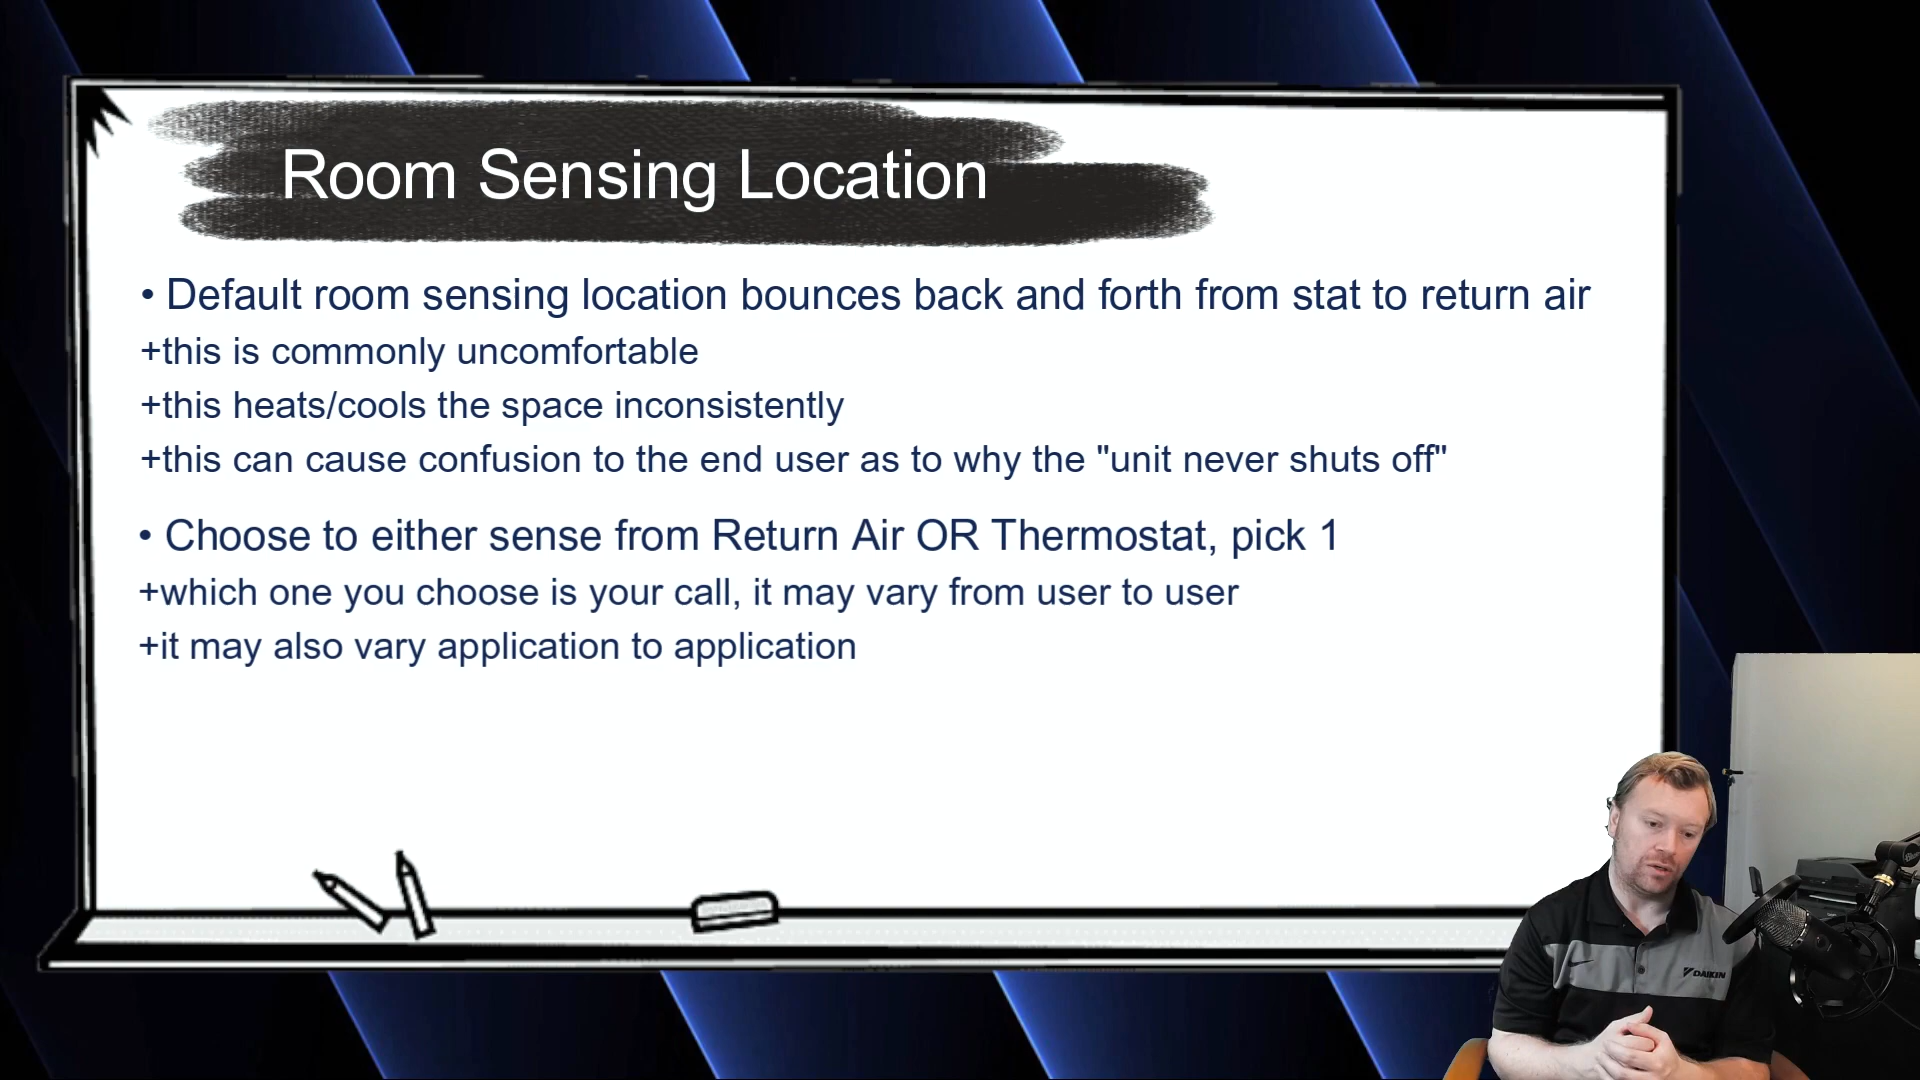 Room Sensing Location
• Default room sensing location bounces back and forth from stat to return air
+this is commonly uncomfortable
+this heats/cools the space inconsistently
+this can cause confusion to the end user as to why the "unit never shuts off"
• Choose to either sense from Return Air OR Thermostat, pick 1
+which one you choose is your call, it may vary from user to user
+it may also vary application to application
DAIKIN